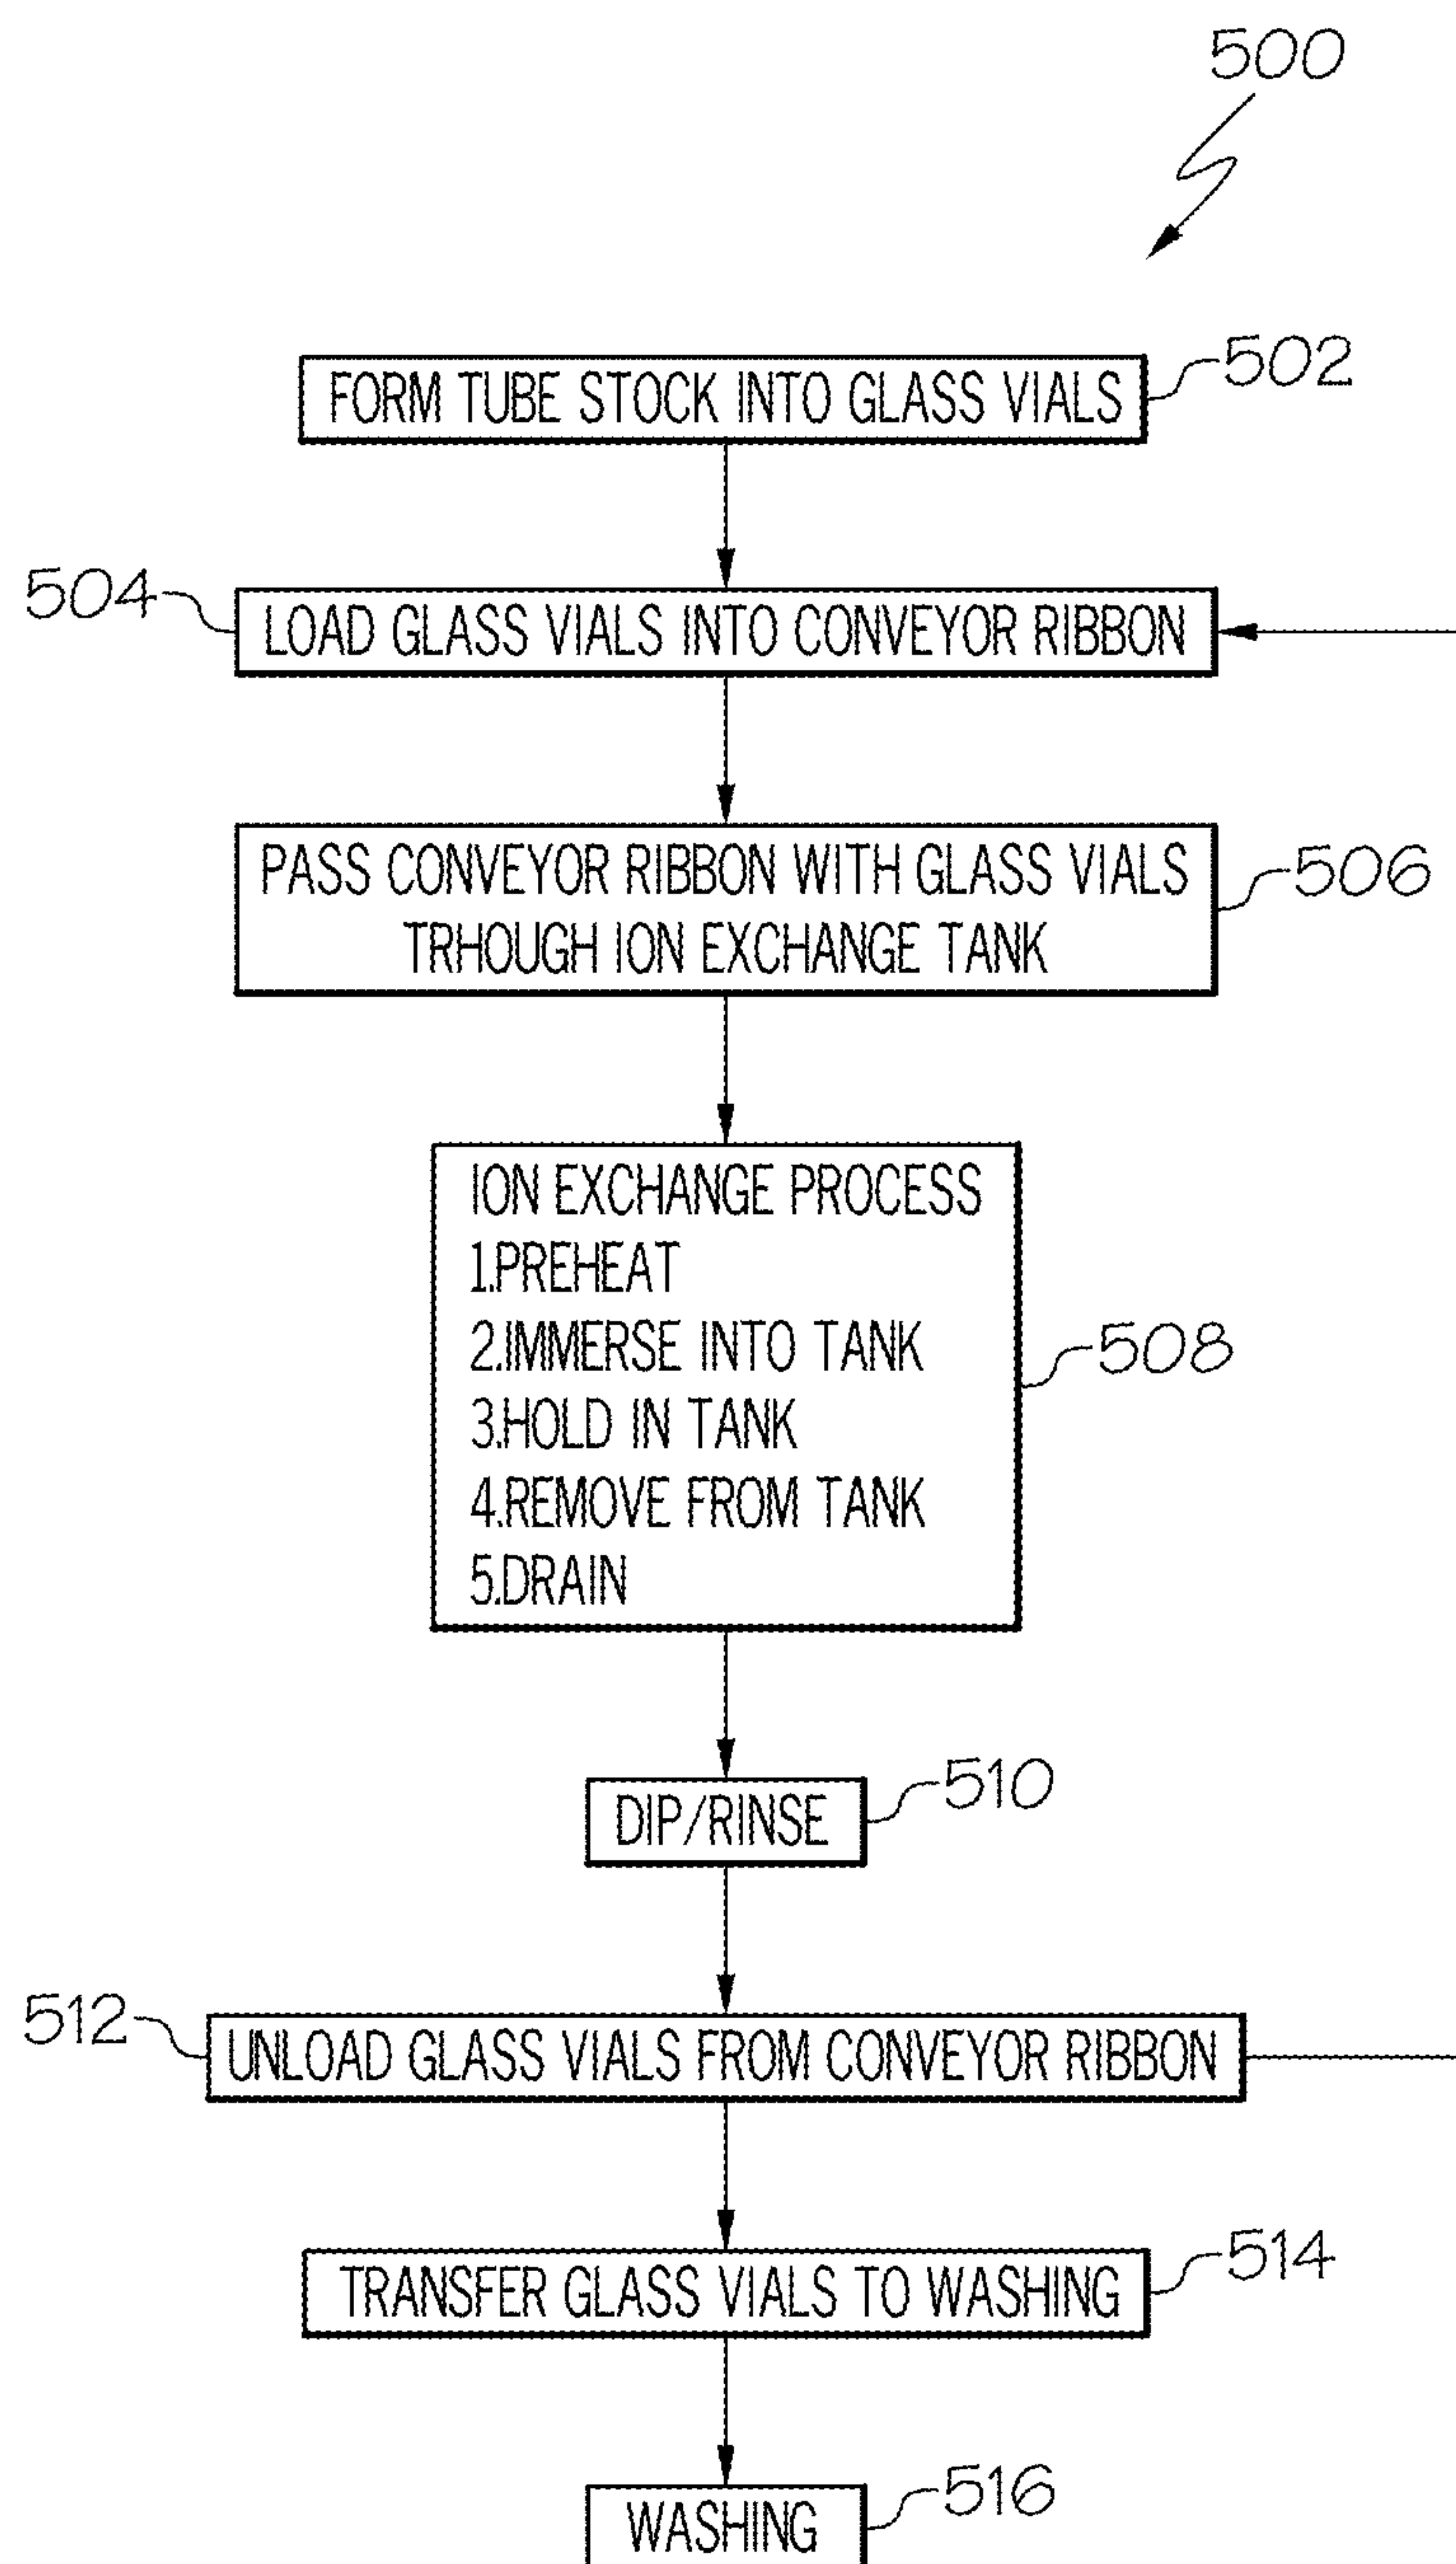 500
FORM TUBE STOCK INTO GLASS VIALS
502
504
LOAD GLASS VIALS INTO CONVEYOR RIBBON
PASS CONVEYOR RIBBON WITH GLASS VIALS
TRHOUGH ION EXCHANGE TANK
506
ION EXCHANGE PROCESS
1.PREHEAT
2.IMMERSE INTO TANK
3.HOLD IN TANK
4.REMOVE FROM TANK
5.DRAIN
508
DIP/RINSE
510
512
UNLOAD GLASS VIALS FROM CONVEYOR RIBBON
TRANSFER GLASS VIALS TO WASHING
514
WASHING
516